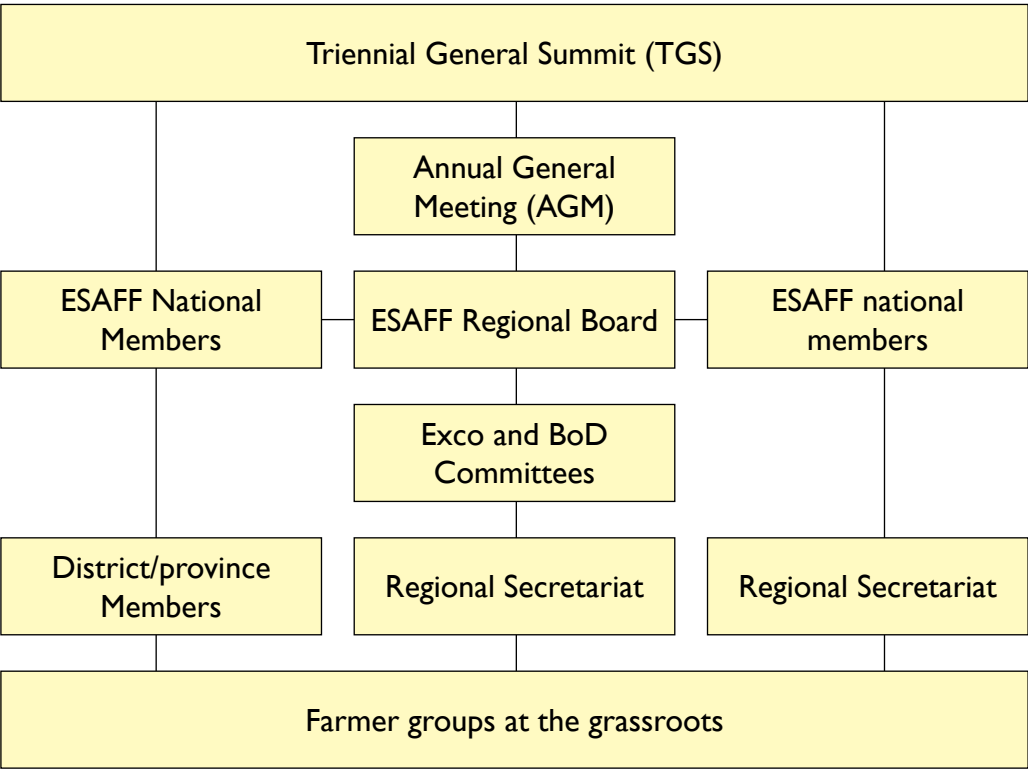 Triennial General Summit (TGS)
Annual General
Meeting (AGM)
ESAFF National
Members
ESAFF Regional Board
ESAFF national
members
Exco and BoD
Committees
District/province
Members
Regional Secretariat
Regional Secretariat
Farmer groups at the grassroots